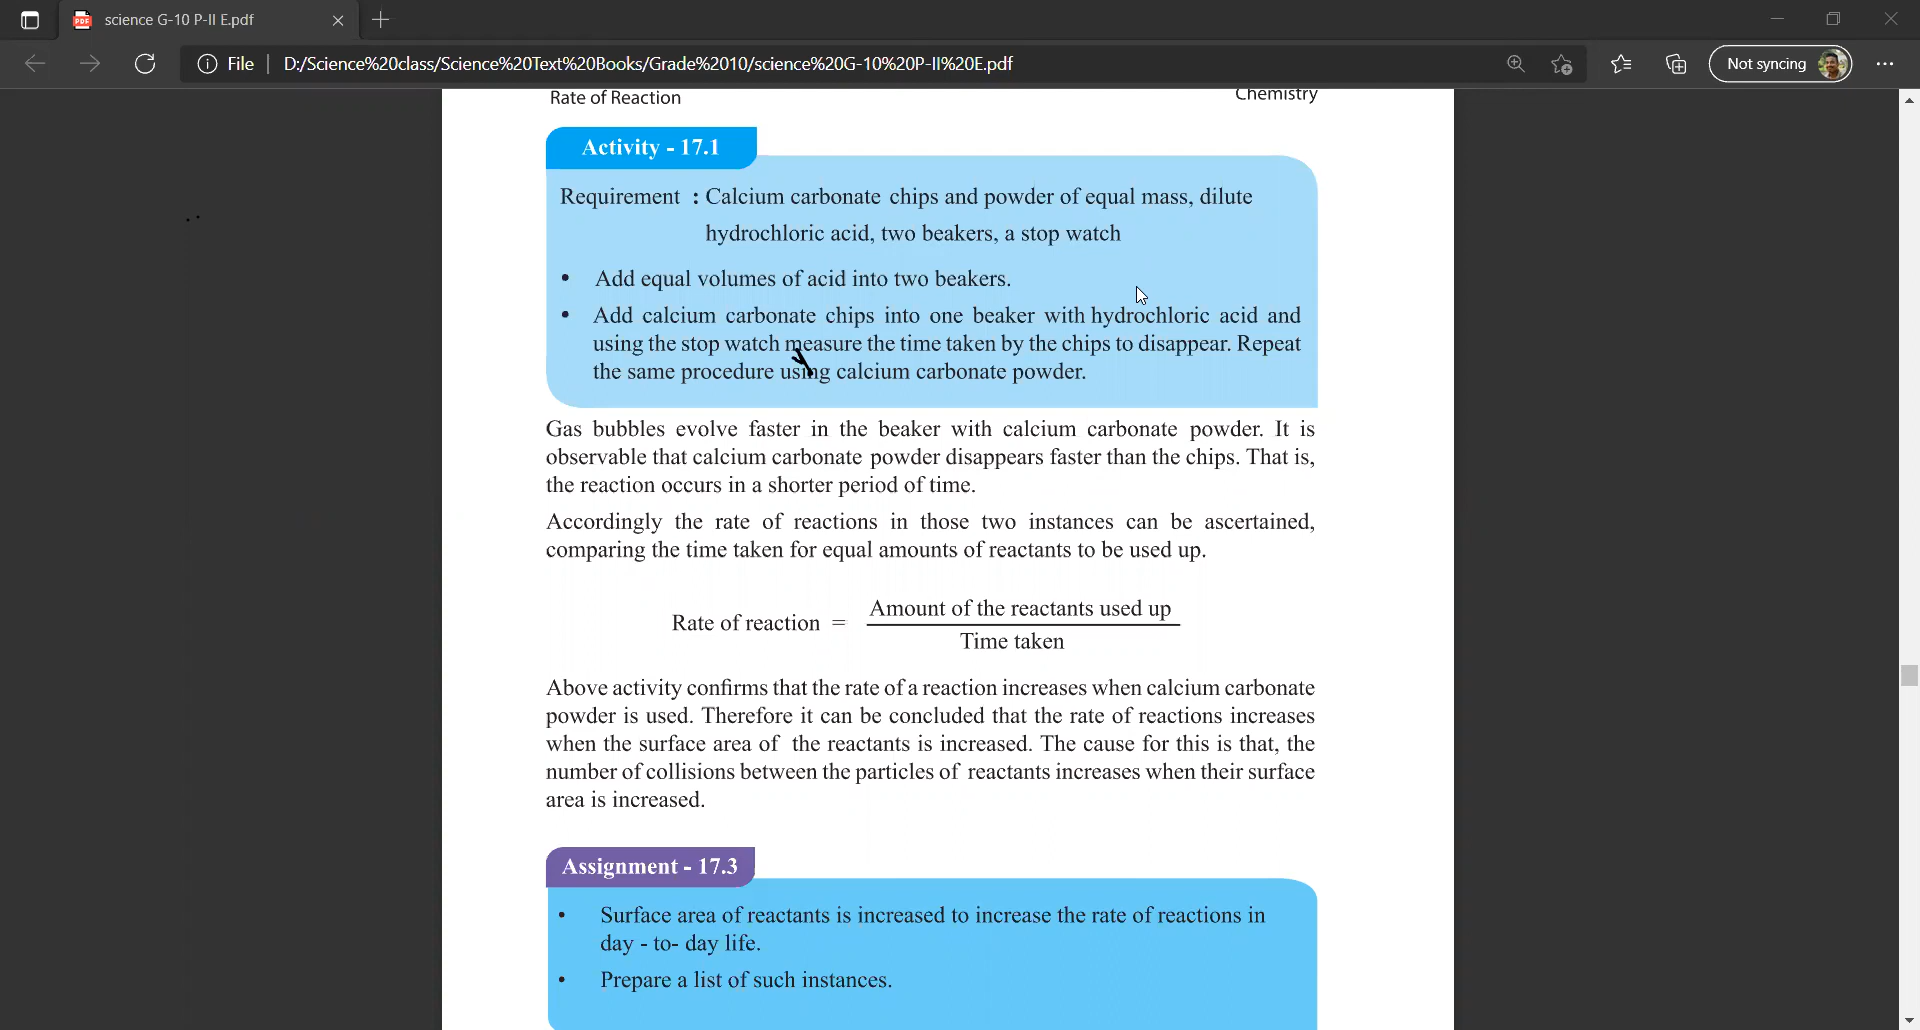 science G-10 P-II E.pdf
File
D:/Science%20class/Science%20Text%20Books/Grade%2010/science%20G-10%20P-II%20E.pdf
Not syncing
Rate of Reaction
Chemistry
Activity - 17.1
Requirement : Calcium carbonate chips and powder of equal mass, dilute
hydrochloric acid, two beakers, a stop watch
• Add equal volumes of acid into two beakers.
• Add calcium carbonate chips into one beaker with hydrochloric acid and
using the stop watch measure the time taken by the chips to disappear. Repeat
the same procedure using calcium carbonate powder.
Gas bubbles evolve faster in the beaker with calcium carbonate powder. It is
observable that calcium carbonate powder disappears faster than the chips. That is,
the reaction occurs in a shorter period of time.
Accordingly the rate of reactions in those two instances can be ascertained,
comparing the time taken for equal amounts of reactants to be used up.
Rate of reaction = Amount of the reactants used up
Time taken
Above activity confirms that the rate of a reaction increases when calcium carbonate
powder is used. Therefore it can be concluded that the rate of reactions increases
when the surface area of the reactants is increased. The cause for this is that, the
number of collisions between the particles of reactants increases when their surface
area is increased.
Assignment - 17.3
• Surface area of reactants is increased to increase the rate of reactions in
day - to- day life.
• Prepare a list of such instances.